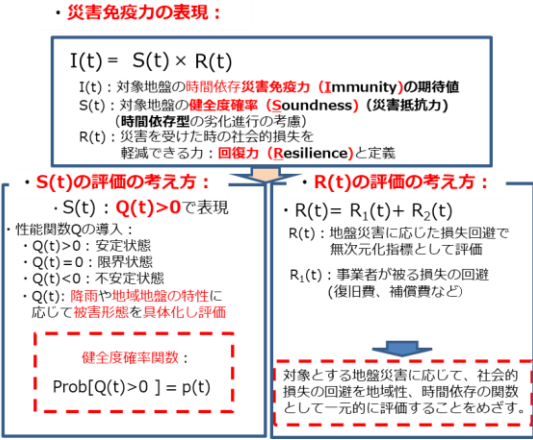 ・災害免疫力の表現：
I(t)＝ S(t)×R(t)
I(t)：対象地盤の時間依存災害免疫力（Immunity)の期待値
S(t)：対象地盤の健全度確率（Soundness)（災害抵抗力)
（時間依存型の劣化進行の考慮）
R(t)：災害を受けた時の社会的損失を
軽減できる力：回復力（Resilience)と定義
・S(t)の評価の考え方：
・S(t)：Q(t)>0で表現
・性能関数Qの導入：
・Q(t)>0：安定状態
・Q(t)＝0：限界状態
・Q(t)<0：不安定状態
・Q(t): 降雨や地域地盤の特性に
応じて被害形態を具体化し評価
健全度確率関数：
Prob[Q(t)>0 ] = p(t)
・R(t)の評価の考え方：
・R(t)= R1(t)+ R2(t)
R(t)：地盤災害に応じた損失回避で
無次元化指標として評価
R1(t)：事業者が被る損失の回避
(復旧費、補償費など）
対象とする地盤災害に応じて、社会的
損失の回避を地域性、時間依存の関数
として一元的に評価することをめざす。